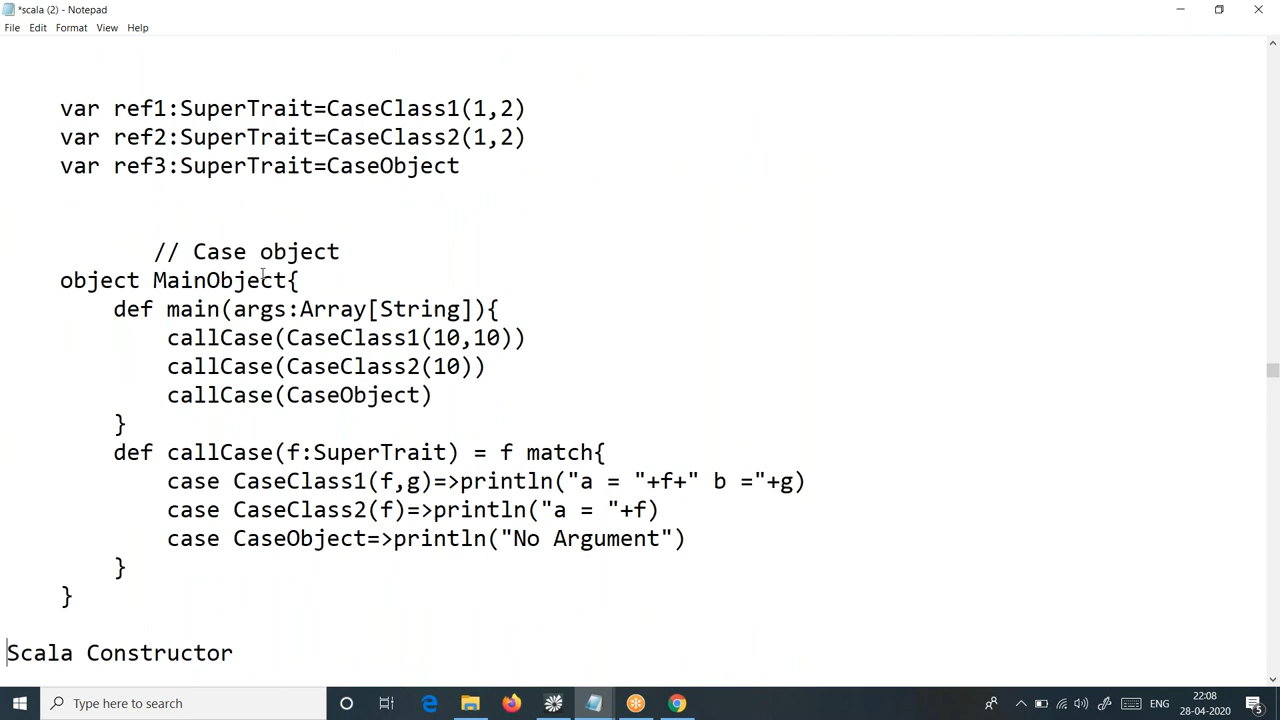 *scala (2) - Notepad
File Edit Format View Help
var ref1:SuperTrait=CaseClass1(1,2)
var ref2:SuperTrait=CaseClass2(1,2)
var ref3:SuperTrait=CaseObject
// Case object
object MainObject{
def main(args:Array[String]){
callCase(CaseClass1(10,10))
callCase(CaseClass2(10))
callCase(CaseObject)
}
def callCase(f:SuperTrait) = f match{
case CaseClass1(f,g)=>println("a = "+f+" b ="+g)
case CaseClass2(f)=>println("a = "+f)
case CaseObject=>println("No Argument")
}
}
Scala Constructor
Type here to search
ENG
22:08
28-04-2020
5